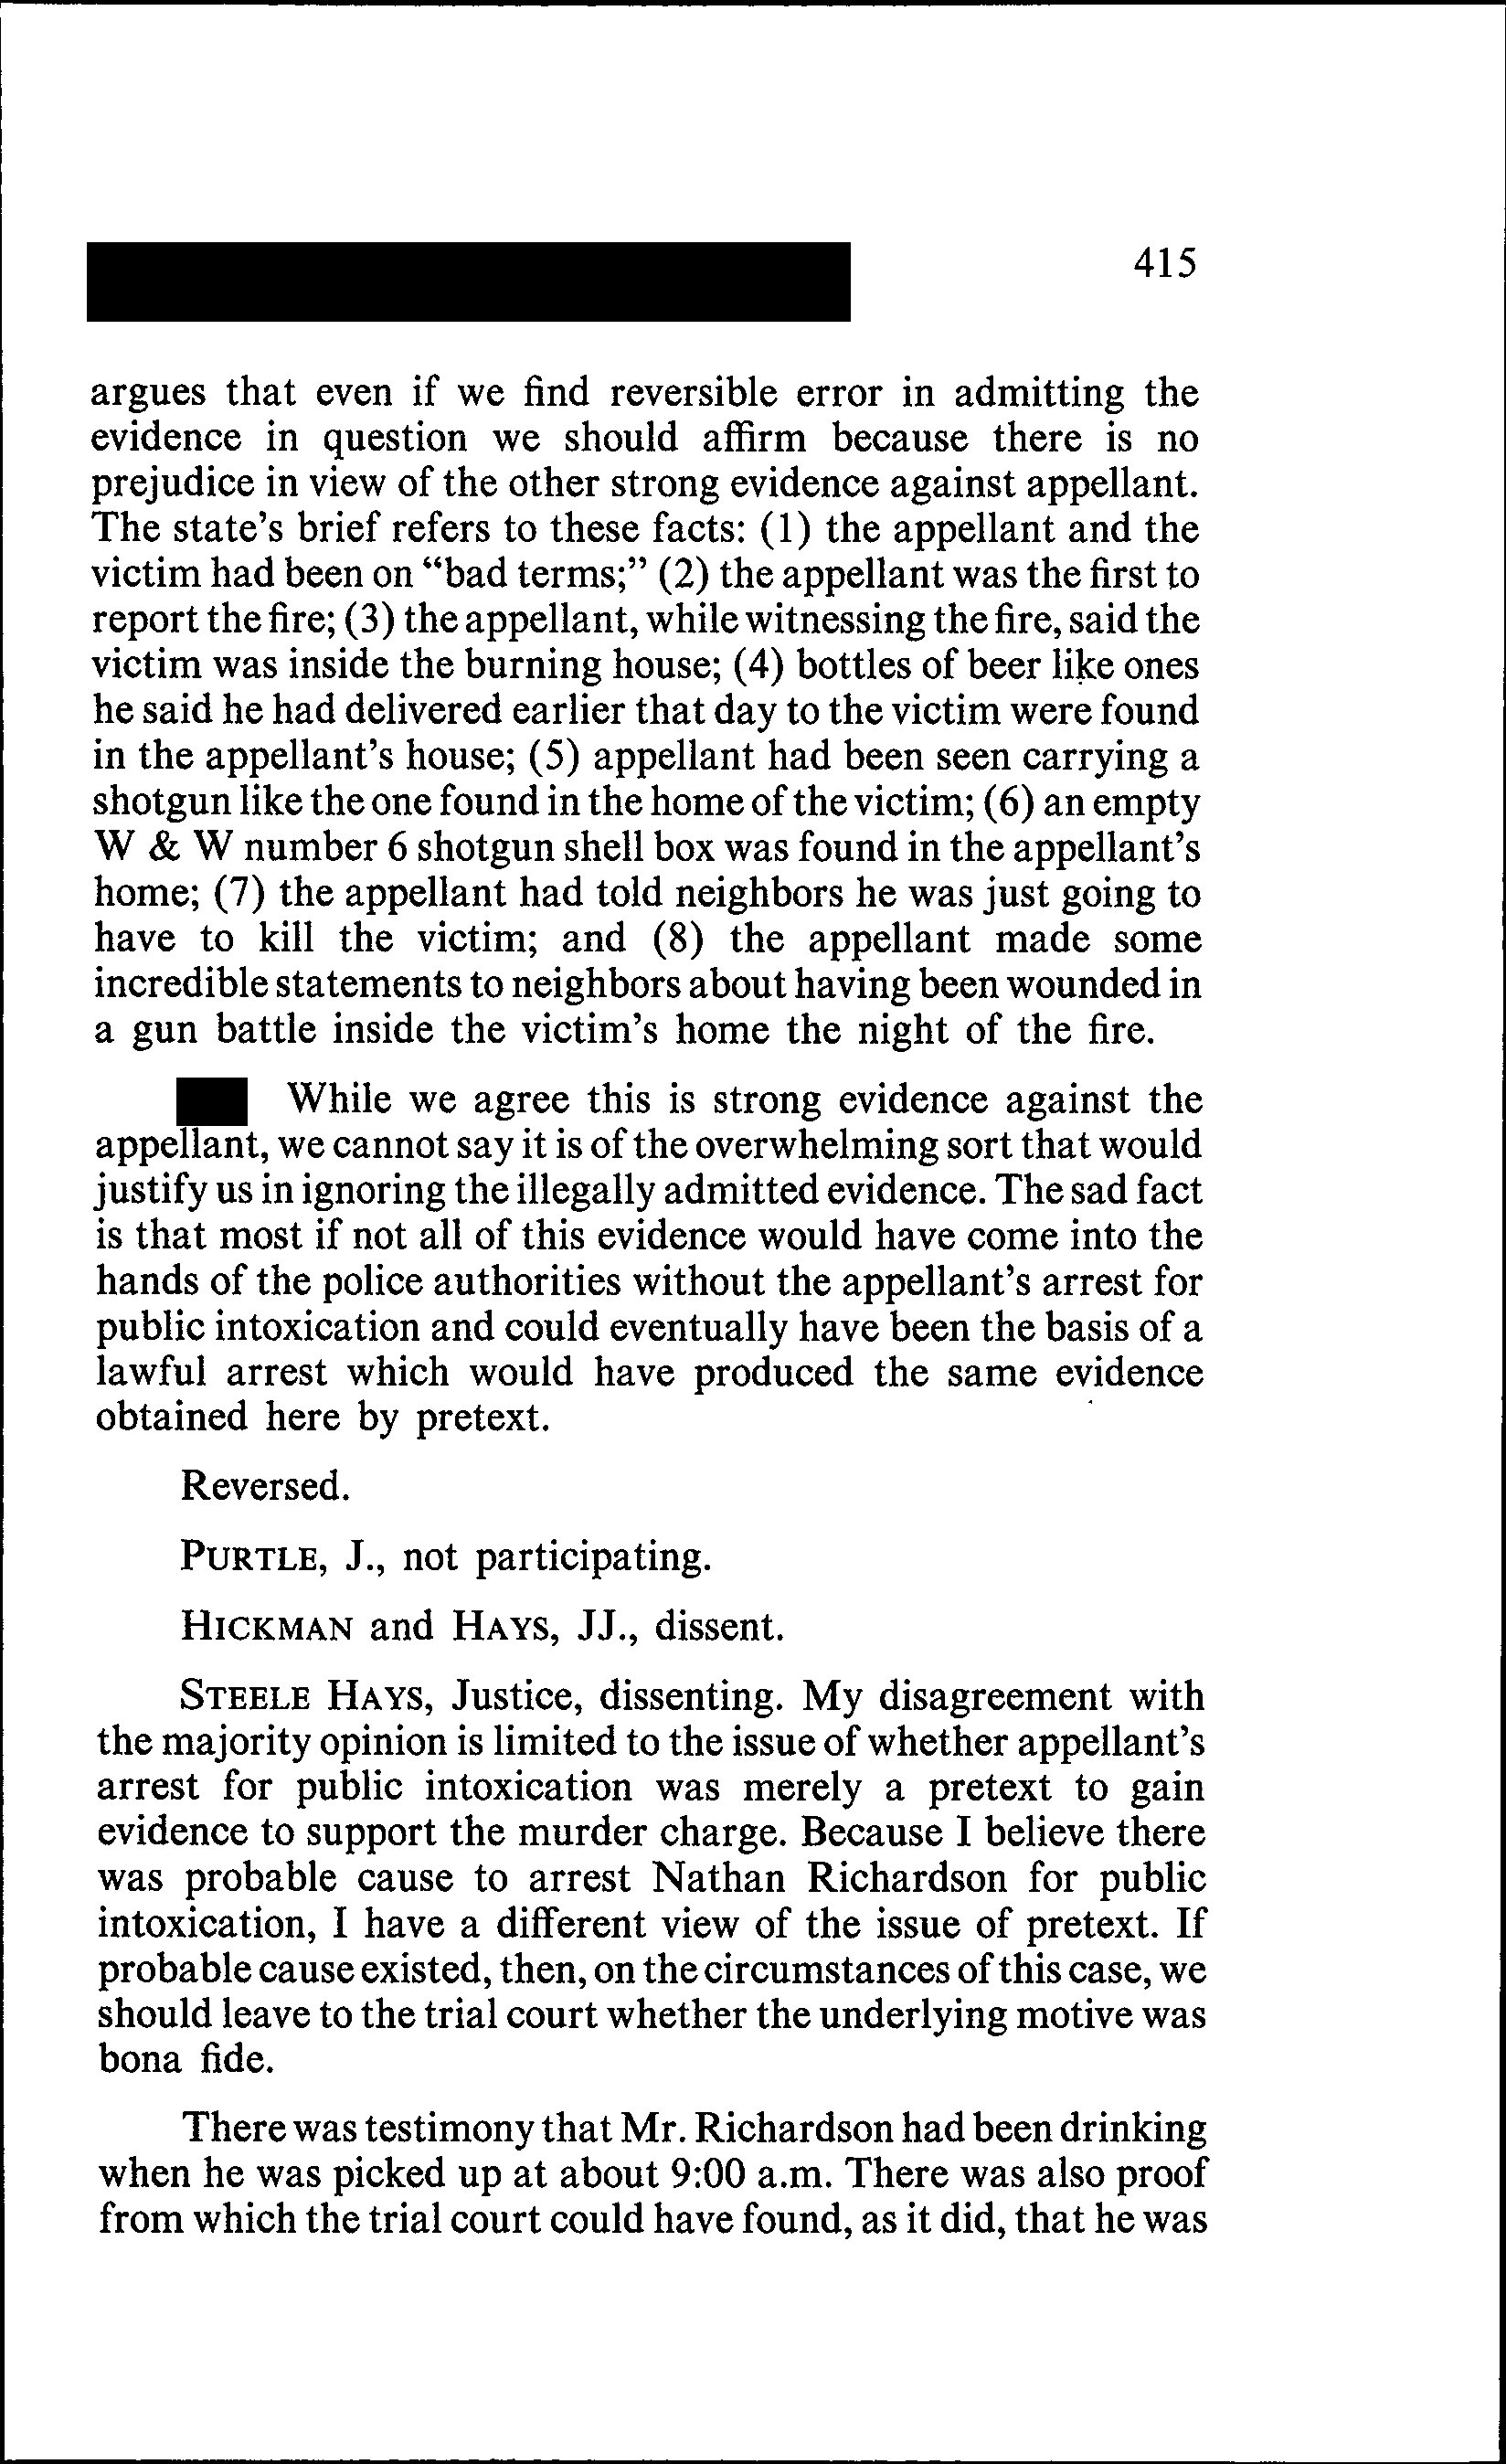 415
argues that even if we find reversible error in admitting the
evidence in question we should affirm because there is no
prejudice in view of the other strong evidence against appellant.
The state's brief refers to these facts: (1) the appellant and the
victim had been on “bad terms;” (2) the appellant was the first to
report the fire; (3) the appellant, while witnessing the fire, said the
victim was inside the burning house; (4) bottles of beer like ones
he said he had delivered earlier that day to the victim were found
in the appellant's house; (5) appellant had been seen carrying a
shotgun like the one found in the home of the victim; (6) an empty
W & W number 6 shotgun shell box was found in the appellant's
home; (7) the appellant had told neighbors he was just going to
have to kill the victim; and (8) the appellant made some
incredible statements to neighbors about having been wounded in
a gun battle inside the victim's home the night of the fire.
While we agree this is strong evidence against the
appellant, we cannot say it is of the overwhelming sort that would
justify us in ignoring the illegally admitted evidence. The sad fact
is that most if not all of this evidence would have come into the
hands of the police authorities without the appellant's arrest for
public intoxication and could eventually have been the basis of a
lawful arrest which would have produced the same evidence
obtained here by pretext.
Reversed.
PURTLE, J., not participating.
HICKMAN and HAYS, JJ., dissent.
STEELE HAYS, Justice, dissenting. My disagreement with
the majority opinion is limited to the issue of whether appellant's
arrest for public intoxication was merely a pretext to gain
evidence to support the murder charge. Because I believe there
was probable cause to arrest Nathan Richardson for public
intoxication, I have a different view of the issue of pretext. If
probable cause existed, then, on the circumstances of this case, we
should leave to the trial court whether the underlying motive was
bona fide.
There was testimony that Mr. Richardson had been drinking
when he was picked up at about 9:00 a.m. There was also proof
from which the trial court could have found, as it did, that he was